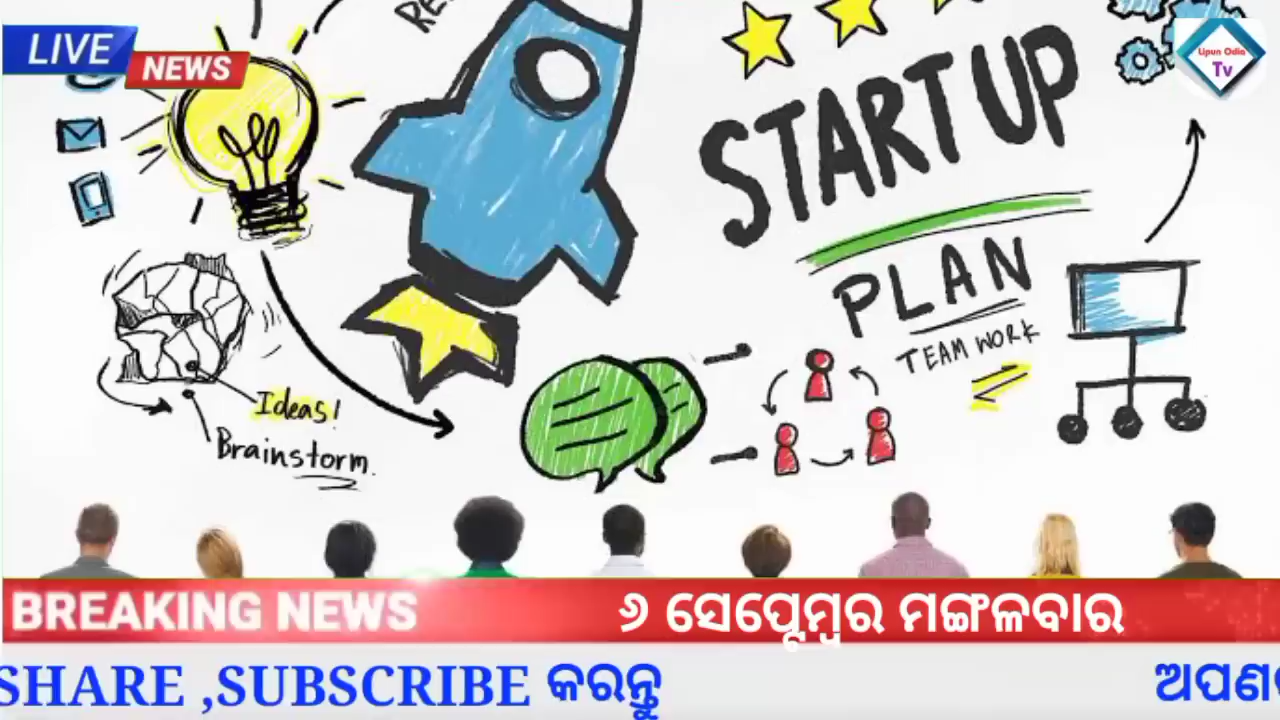 LIVE
NEWS
Lipun Odia
Tv
START UP
PLAN
TEAM WORK
Ideas!
Brainstorm
BREAKING NEWS
୬ ସେପ୍ଟେମ୍ବର ମଙ୍ଗଳବାର
SHARE ,SUBSCRIBE କରନ୍ତୁ